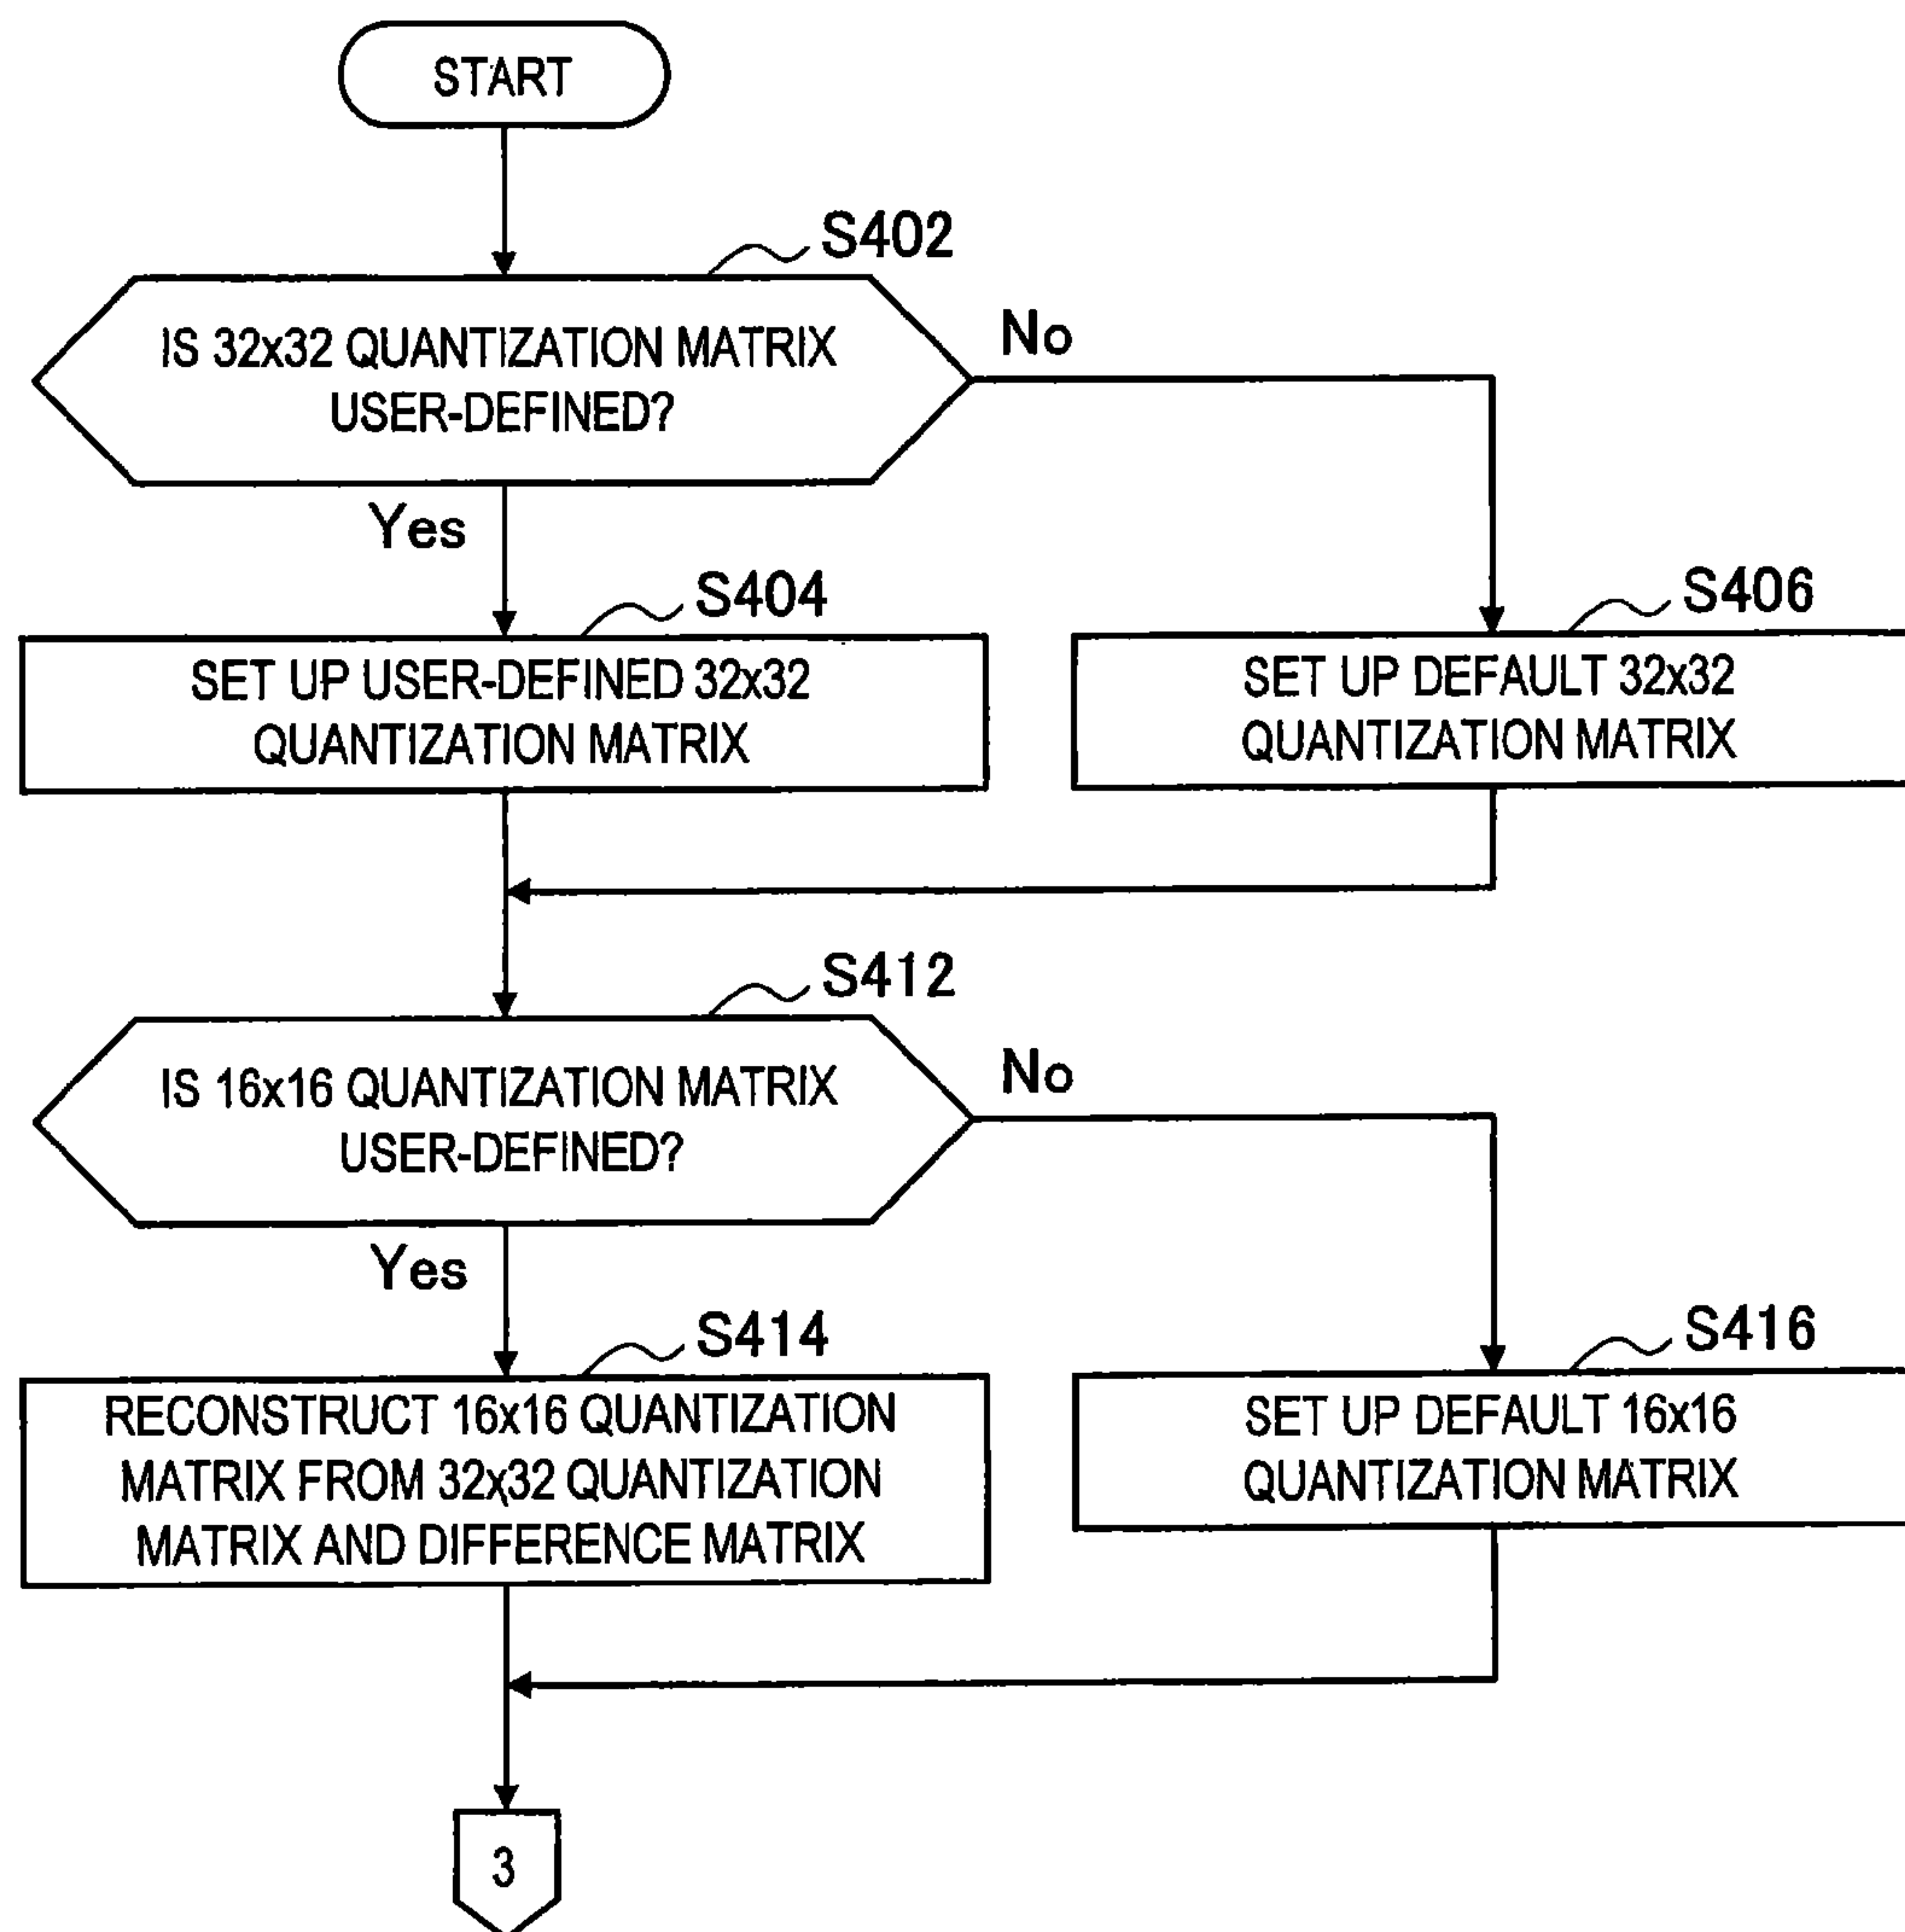 START
S402
IS 32x32 QUANTIZATION MATRIX
USER-DEFINED?
No
Yes
S404
SET UP USER-DEFINED 32x32
QUANTIZATION MATRIX
S406
SET UP DEFAULT 32x32
QUANTIZATION MATRIX
S412
IS 16x16 QUANTIZATION MATRIX
USER-DEFINED?
No
Yes
S414
RECONSTRUCT 16x16 QUANTIZATION
MATRIX FROM 32x32 QUANTIZATION
MATRIX AND DIFFERENCE MATRIX
S416
SET UP DEFAULT 16x16
QUANTIZATION MATRIX
3